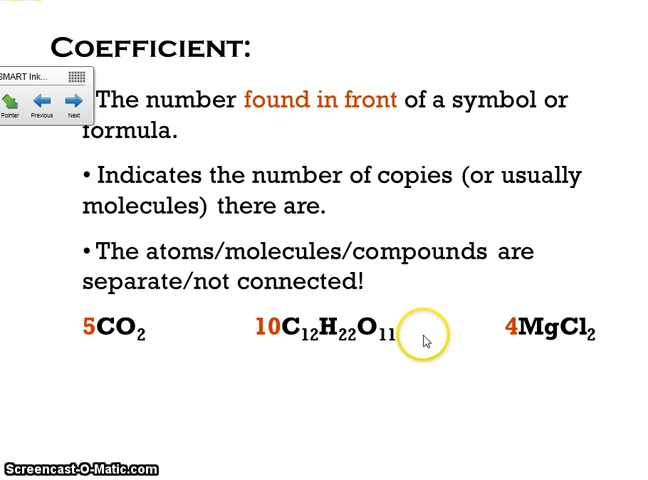 COEFFICIENT:
SMART Ink...
Pointer Previous Next
The number found in front of a symbol or
formula.
• Indicates the number of copies (or usually
molecules) there are.
• The atoms/molecules/compounds are
separate/not connected!
5CO₂ 10C₁₂H₂₂O₁₁ 4MgCl₂
Screencast-O-Matic.com